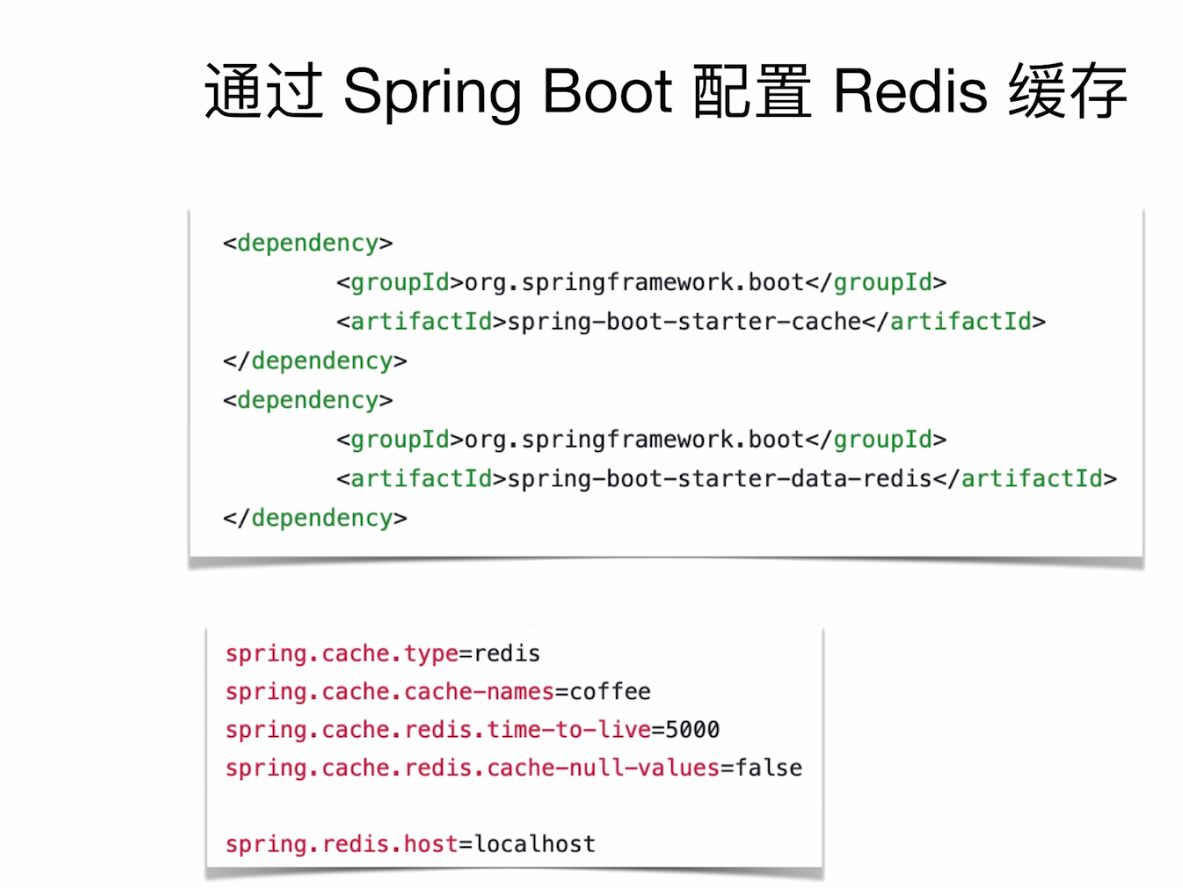 通过 Spring Boot 配置 Redis 缓存
<dependency>
<groupId>org.springframework.boot</groupId>
<artifactId>spring-boot-starter-cache</artifactId>
</dependency>
<dependency>
<groupId>org.springframework.boot</groupId>
<artifactId>spring-boot-starter-data-redis</artifactId>
</dependency>
spring.cache.type=redis
spring.cache.cache-names=coffee
spring.cache.redis.time-to-live=5000
spring.cache.redis.cache-null-values=false
spring.redis.host=localhost